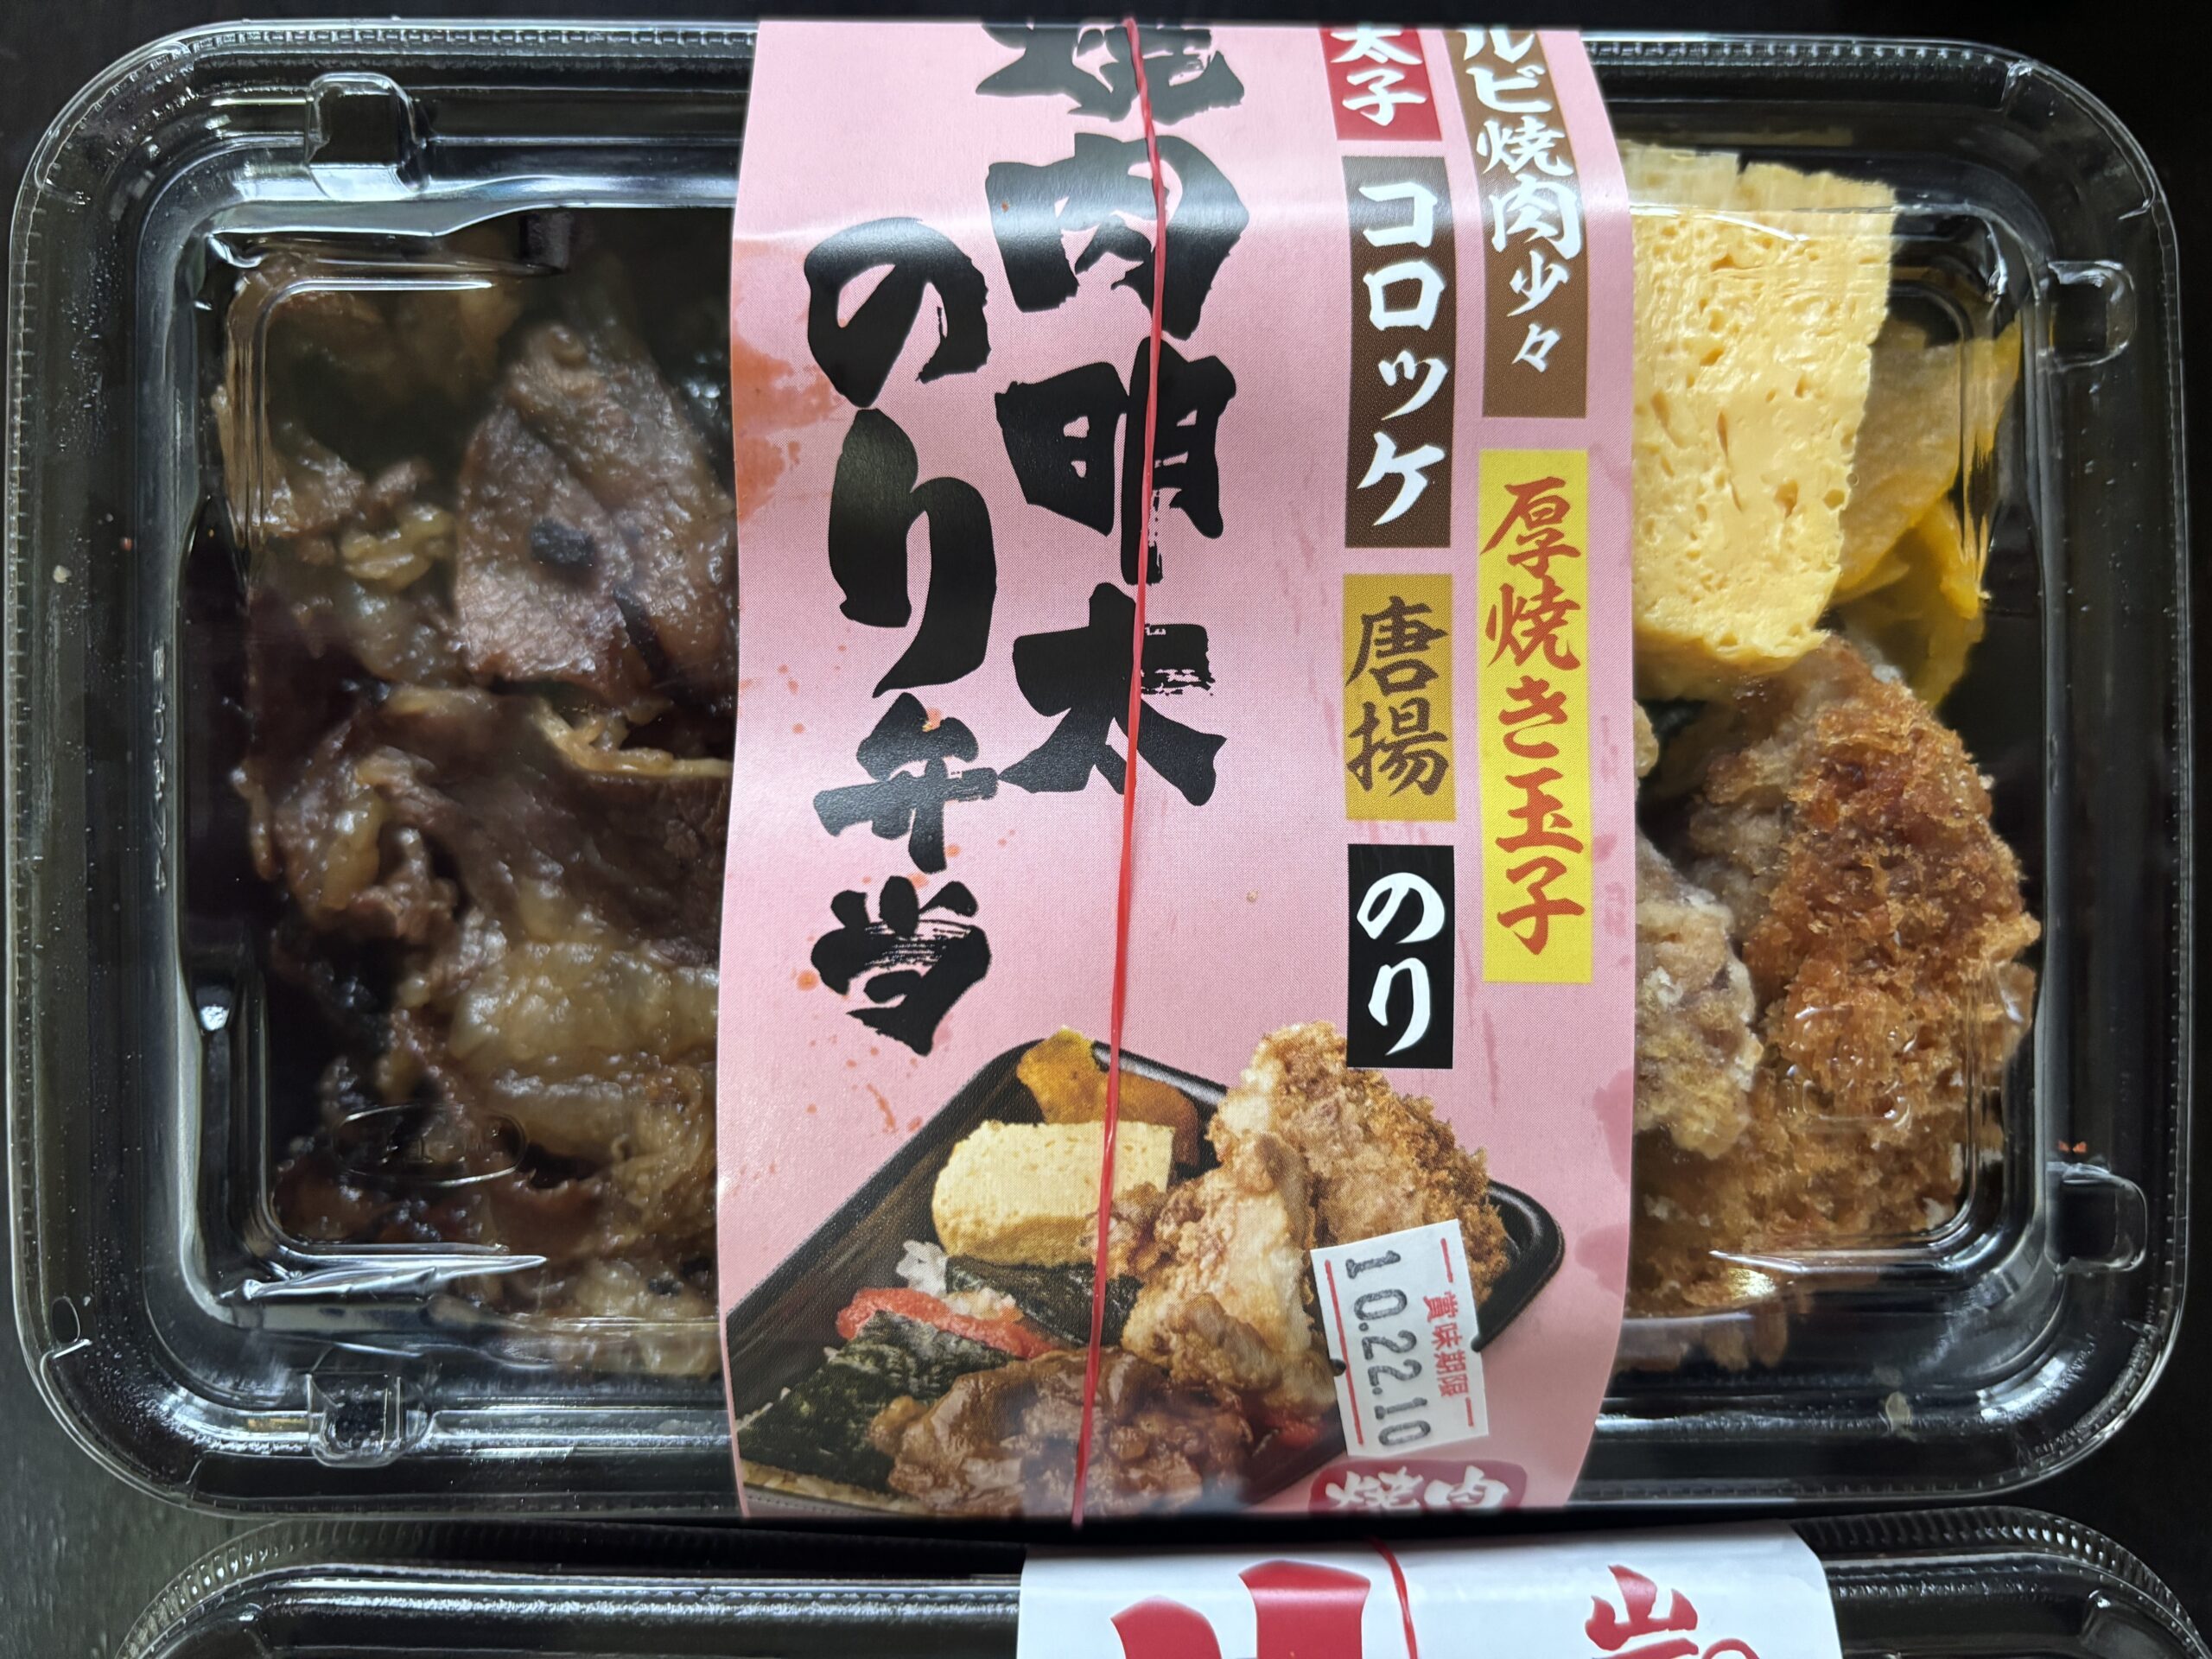 焼肉明太
のり弁当
ルビ焼肉少々
厚焼き玉子
太子
コロッケ
唐揚
のり
賞味期限
10.22.10
焼肉